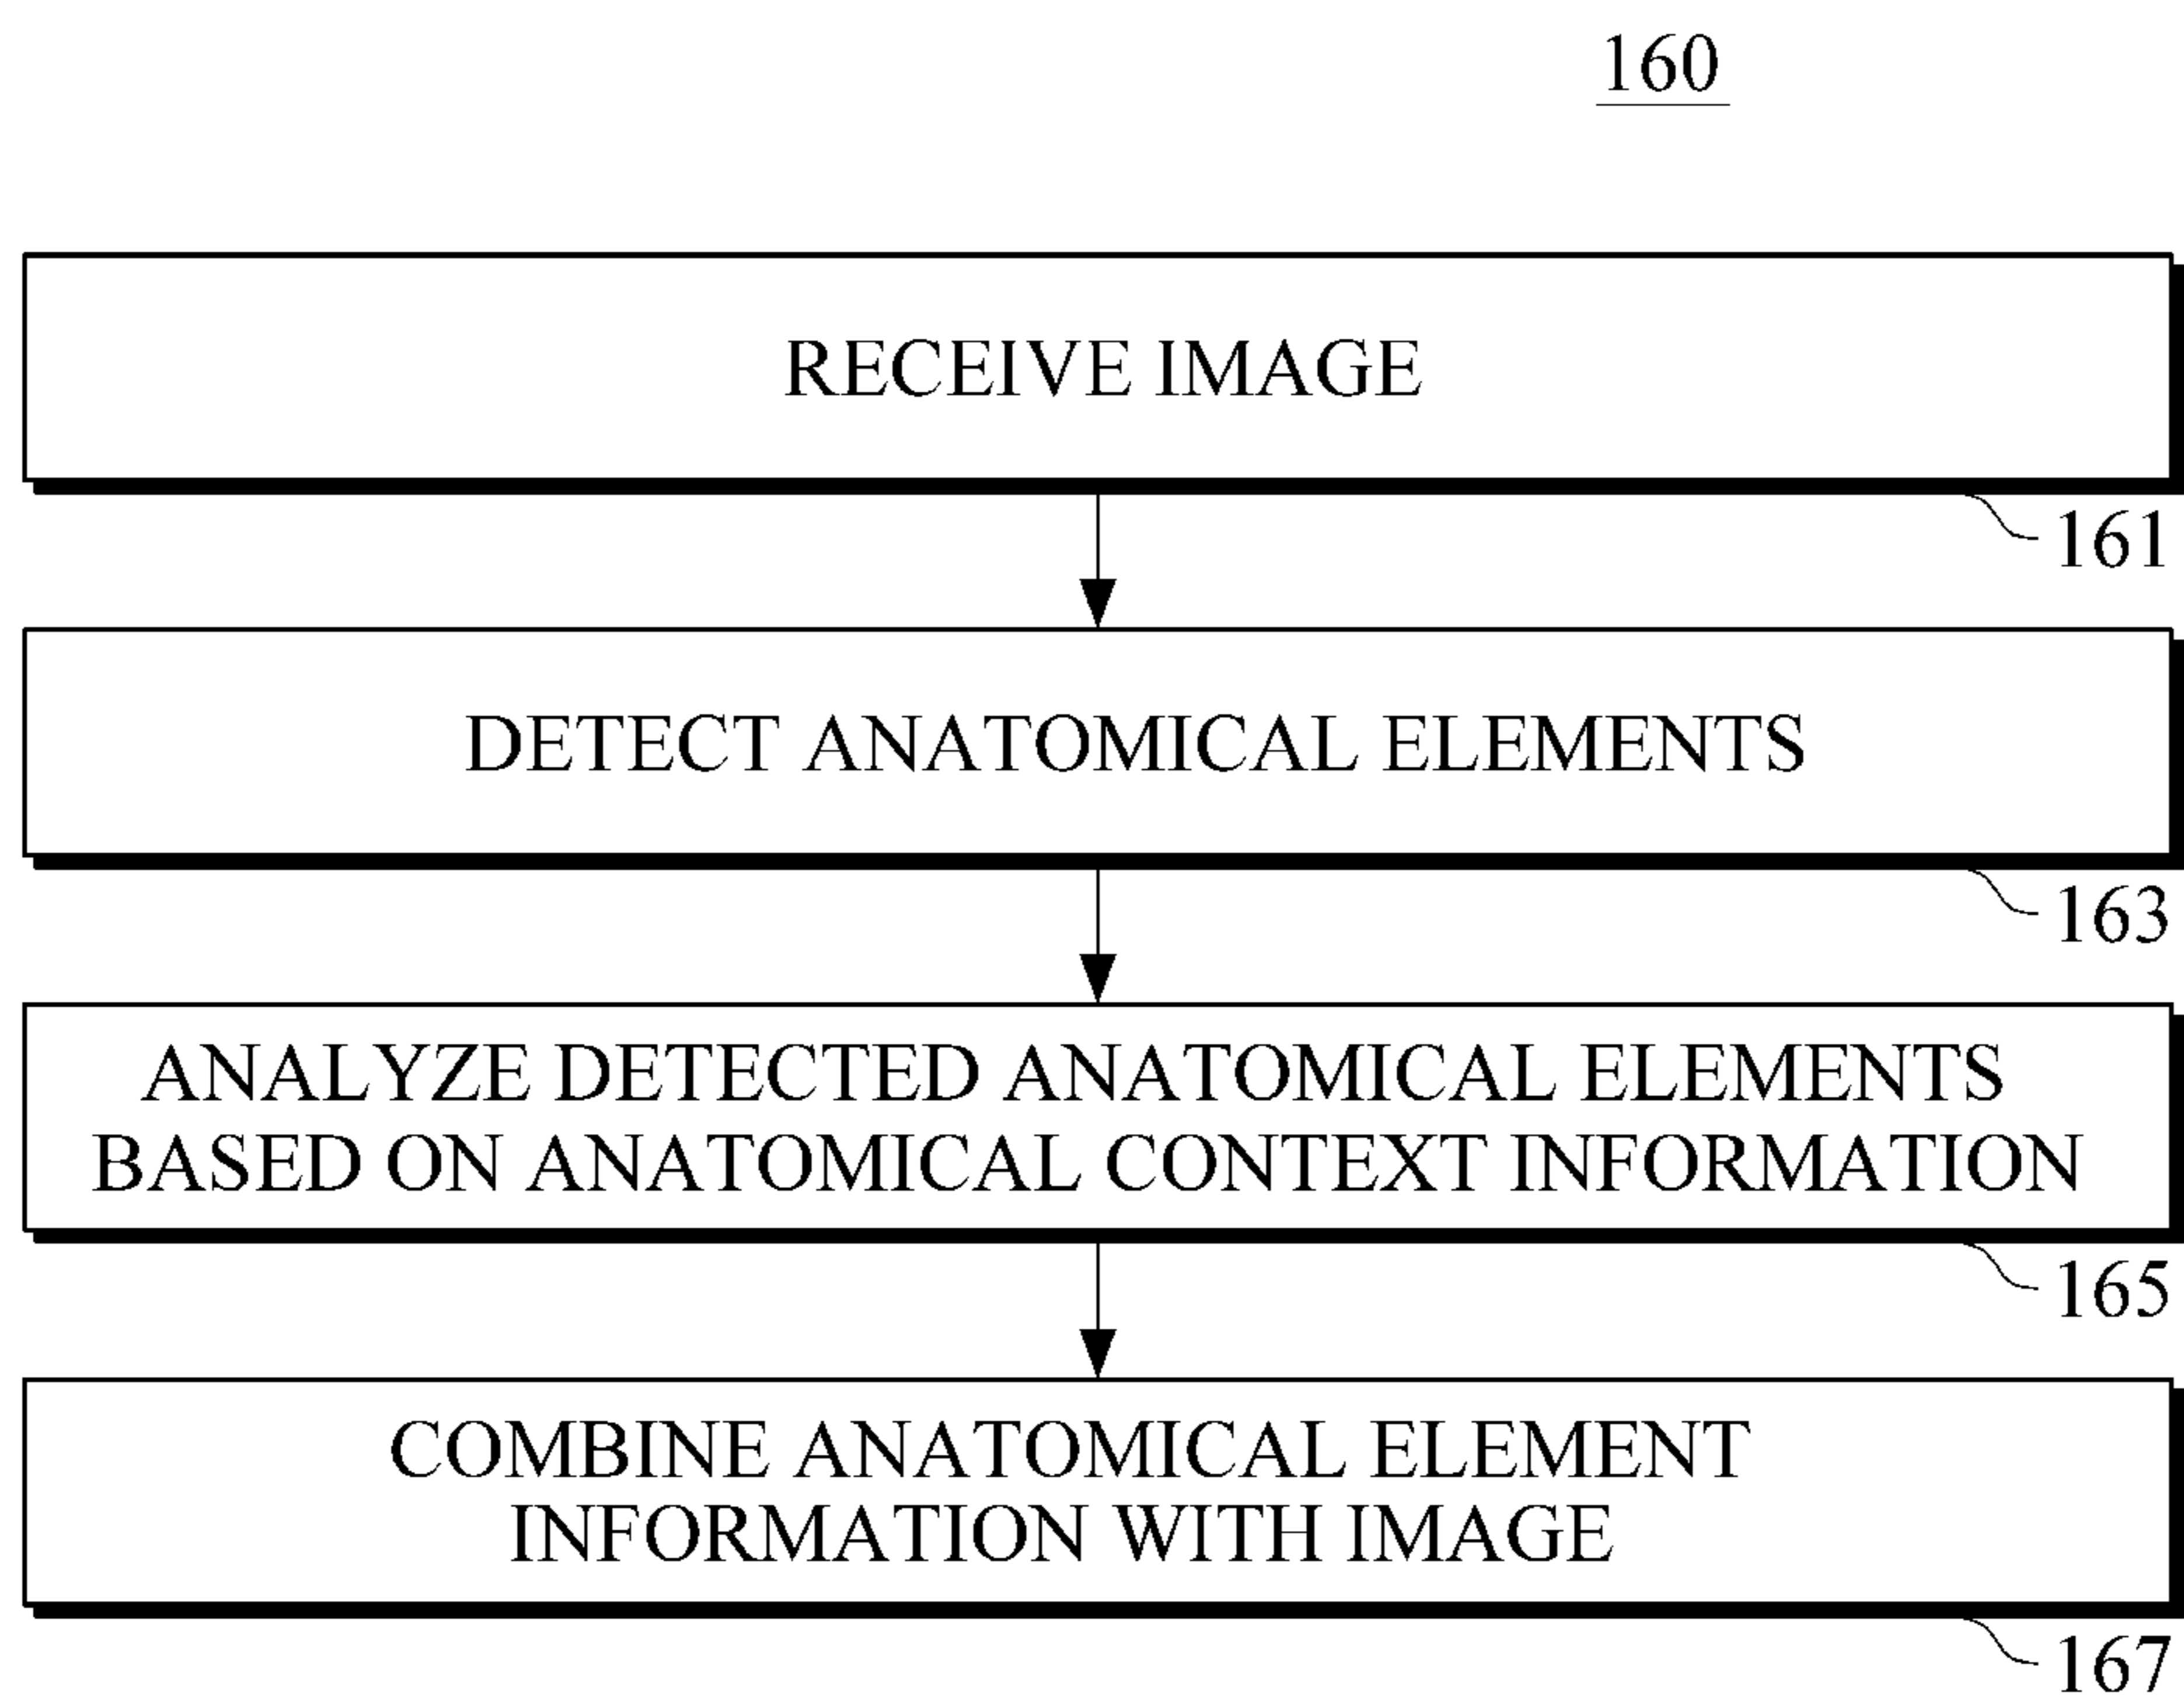 160
RECEIVE IMAGE
161
DETECT ANATOMICAL ELEMENTS
163
ANALYZE DETECTED ANATOMICAL ELEMENTS
BASED ON ANATOMICAL CONTEXT INFORMATION
165
COMBINE ANATOMICAL ELEMENT
INFORMATION WITH IMAGE
167